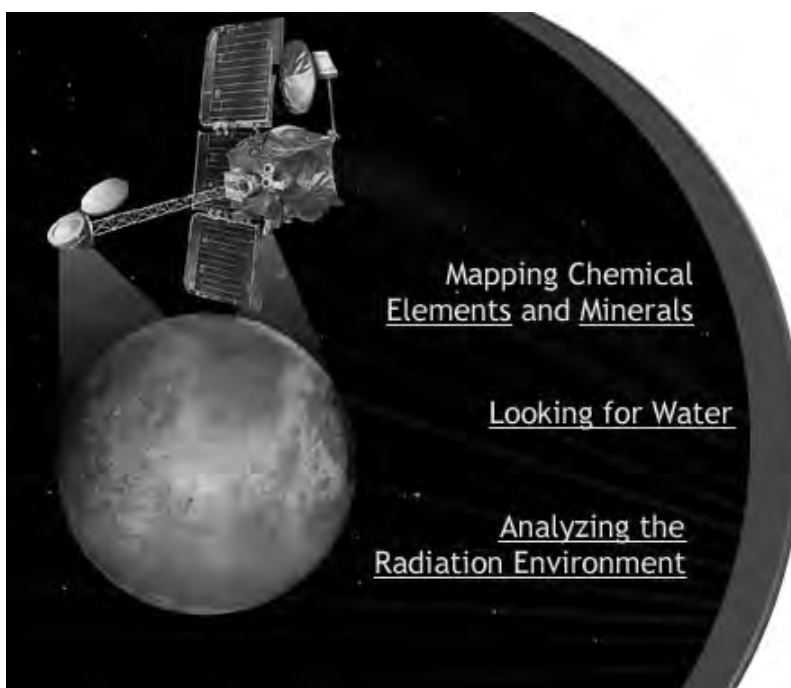 Mapping Chemical
Elements and Minerals
Looking for Water
Analyzing the
Radiation Environment